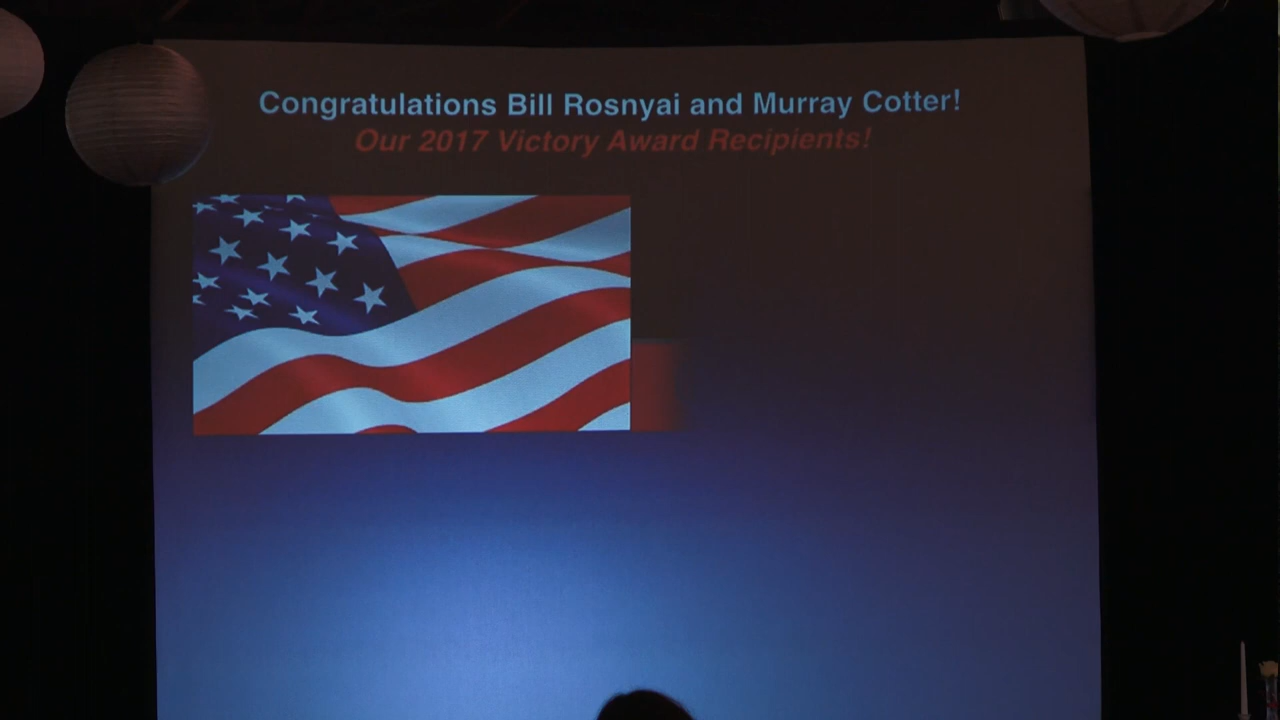 Congratulations Bill Rosnyai and Murray Cotter!
Our 2017 Victory Award Recipients!